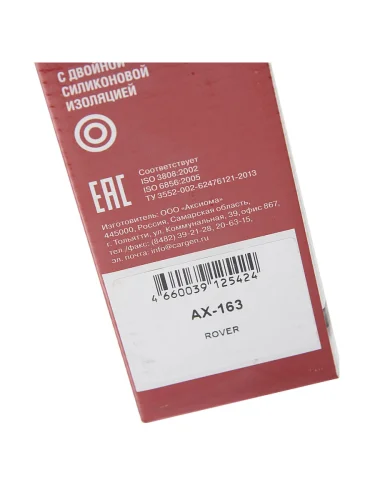 С ДВОЙНОЙ
СИЛИКОНОВОЙ
ИЗОЛЯЦИЕЙ
EAC
Соответствует
ISO 3808:2002
ISO 6856:2005
ТУ 3552-002-62476121-2013
Изготовитель: ООО «Аксиома»
445000, Россия, Самарская область,
г. Тольятти, ул. Коммунальная, 39, офис 867,
тел./факс: (8482) 39-21-28, 20-63-15,
эл. почта: info@cargen.ru
4 660039 125424
AX-163
ROVER